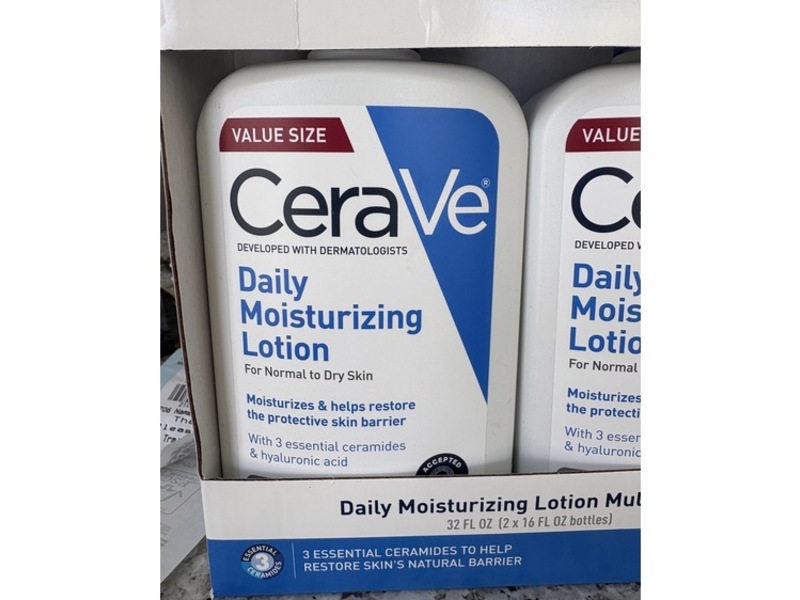 VALUE SIZE
CeraVe®
DEVELOPED WITH DERMATOLOGISTS
Daily
Moisturizing
Lotion
For Normal to Dry Skin
Moisturizes & helps restore
the protective skin barrier
With 3 essential ceramides
& hyaluronic acid
ACCEPTED
VALUE
Ce
DEVELOPED W
Daily
Mois
Lotio
For Normal
Moisturizes
the protecti
With 3 essen
& hyaluronic
Daily Moisturizing Lotion Mul
32 FL OZ (2 x 16 FL OZ bottles)
ESSENTIAL
3
CERAMIDES
3 ESSENTIAL CERAMIDES TO HELP
RESTORE SKIN'S NATURAL BARRIER